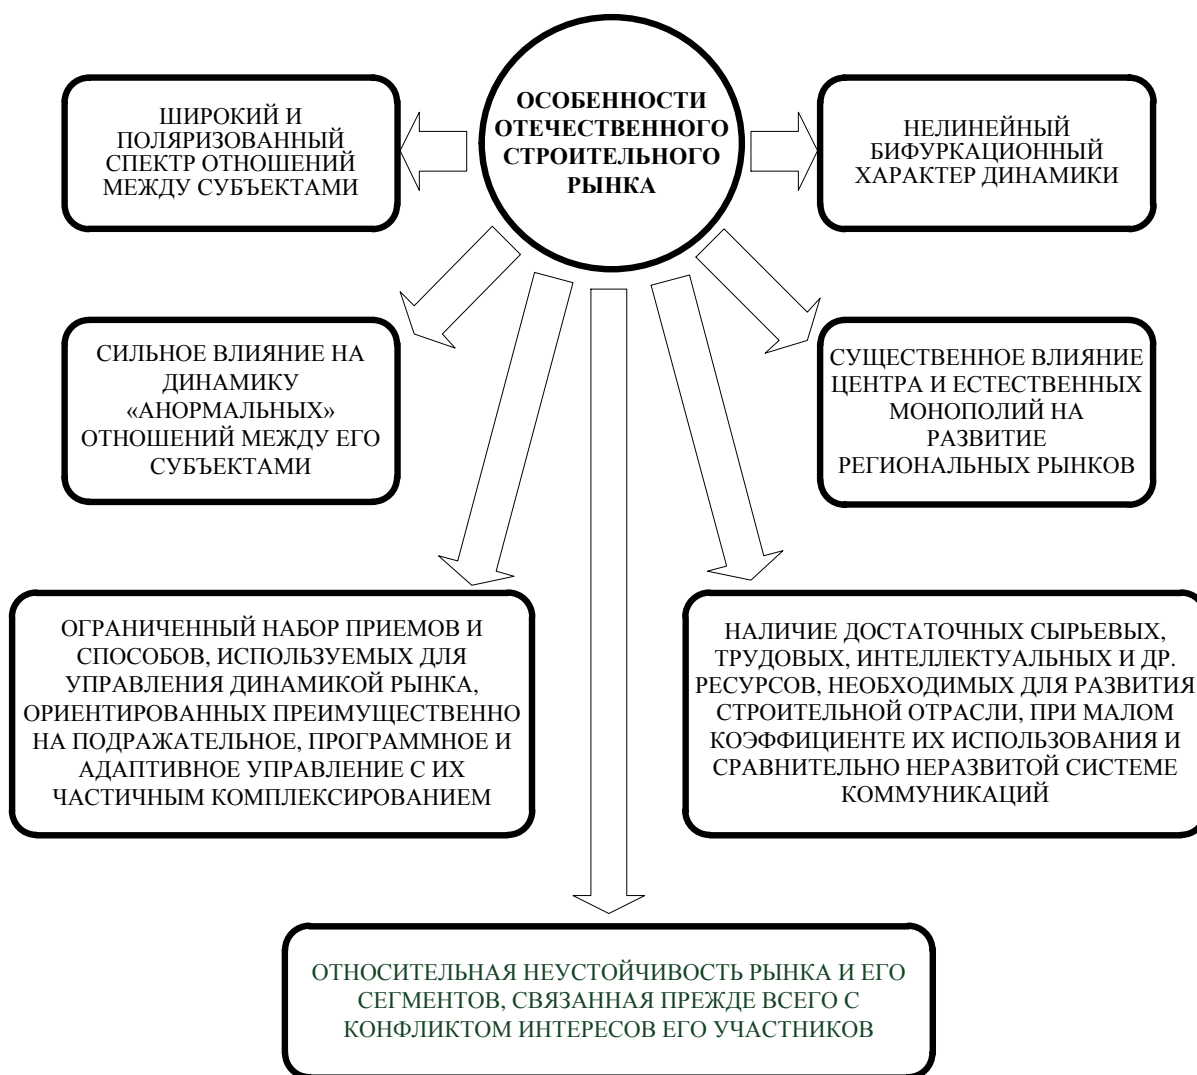 ОСОБЕННОСТИ
ОТЕЧЕСТВЕННОГО
СТРОИТЕЛЬНОГО
РЫНКА
ШИРОКИЙ И
ПОЛЯРИЗОВАННЫЙ
СПЕКТР ОТНОШЕНИЙ
МЕЖДУ СУБЪЕКТАМИ
НЕЛИНЕЙНЫЙ
БИФУРКАЦИОННЫЙ
ХАРАКТЕР ДИНАМИКИ
СИЛЬНОЕ ВЛИЯНИЕ НА
ДИНАМИКУ
«АНОРМАЛЬНЫХ»
ОТНОШЕНИЙ МЕЖДУ ЕГО
СУБЪЕКТАМИ
СУЩЕСТВЕННОЕ ВЛИЯНИЕ
ЦЕНТРА И ЕСТЕСТВЕННЫХ
МОНОПОЛИЙ НА
РАЗВИТИЕ
РЕГИОНАЛЬНЫХ РЫНКОВ
ОГРАНИЧЕННЫЙ НАБОР ПРИЕМОВ И
СПОСОБОВ, ИСПОЛЬЗУЕМЫХ ДЛЯ
УПРАВЛЕНИЯ ДИНАМИКОЙ РЫНКА,
ОРИЕНТИРОВАННЫХ ПРЕИМУЩЕСТВЕННО
НА ПОДРАЖАТЕЛЬНОЕ, ПРОГРАММНОЕ И
АДАПТИВНОЕ УПРАВЛЕНИЕ С ИХ
ЧАСТИЧНЫМ КОМПЛЕКСИРОВАНИЕМ
НАЛИЧИЕ ДОСТАТОЧНЫХ СЫРЬЕВЫХ,
ТРУДОВЫХ, ИНТЕЛЛЕКТУАЛЬНЫХ И ДР.
РЕСУРСОВ, НЕОБХОДИМЫХ ДЛЯ РАЗВИТИЯ
СТРОИТЕЛЬНОЙ ОТРАСЛИ, ПРИ МАЛОМ
КОЭФФИЦИЕНТЕ ИХ ИСПОЛЬЗОВАНИЯ И
СРАВНИТЕЛЬНО НЕРАЗВИТОЙ СИСТЕМЕ
КОММУНИКАЦИЙ
ОТНОСИТЕЛЬНАЯ НЕУСТОЙЧИВОСТЬ РЫНКА И ЕГО
СЕГМЕНТОВ, СВЯЗАННАЯ ПРЕЖДЕ ВСЕГО С
КОНФЛИКТОМ ИНТЕРЕСОВ ЕГО УЧАСТНИКОВ